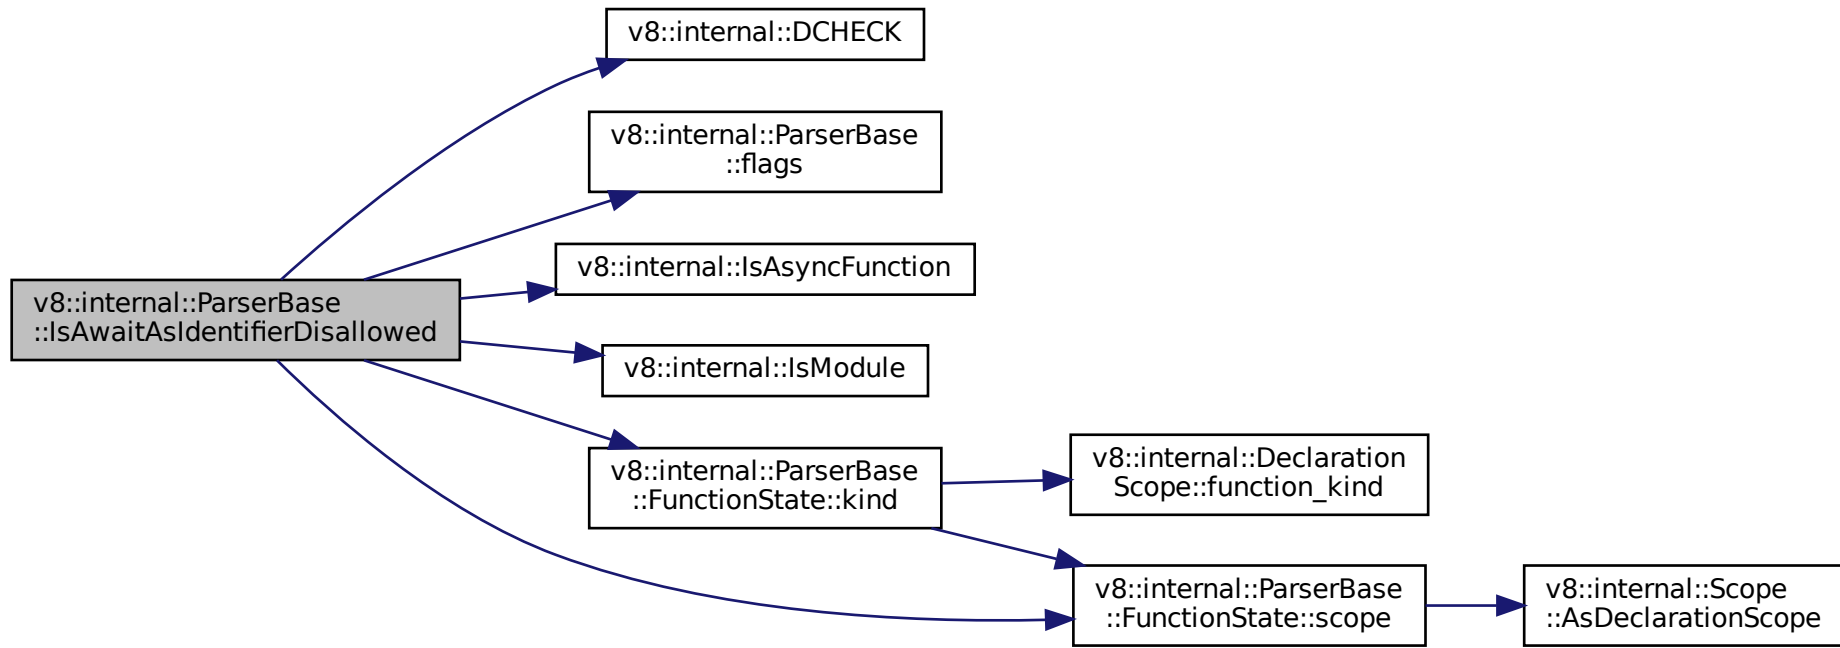 v8::internal::DCHECK
v8::internal::ParserBase
::flags
v8::internal::IsAsyncFunction
v8::internal::ParserBase
::IsAwaitAsIdentifierDisallowed
v8::internal::IsModule
v8::internal::ParserBase
::FunctionState::kind
v8::internal::Declaration
Scope::function_kind
v8::internal::ParserBase
::FunctionState::scope
v8::internal::Scope
::AsDeclarationScope